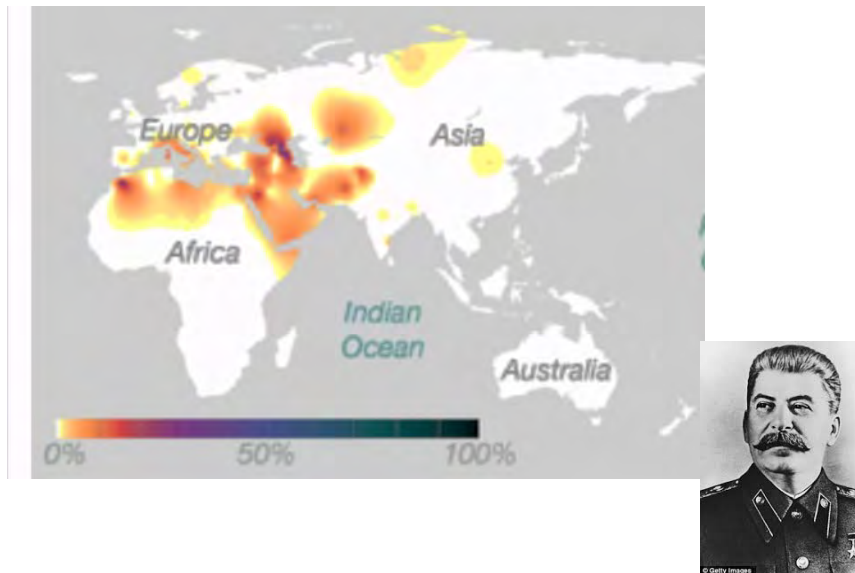 Europe
Asia
Africa
Indian
Ocean
Australia
0%
50%
100%
© Getty Images